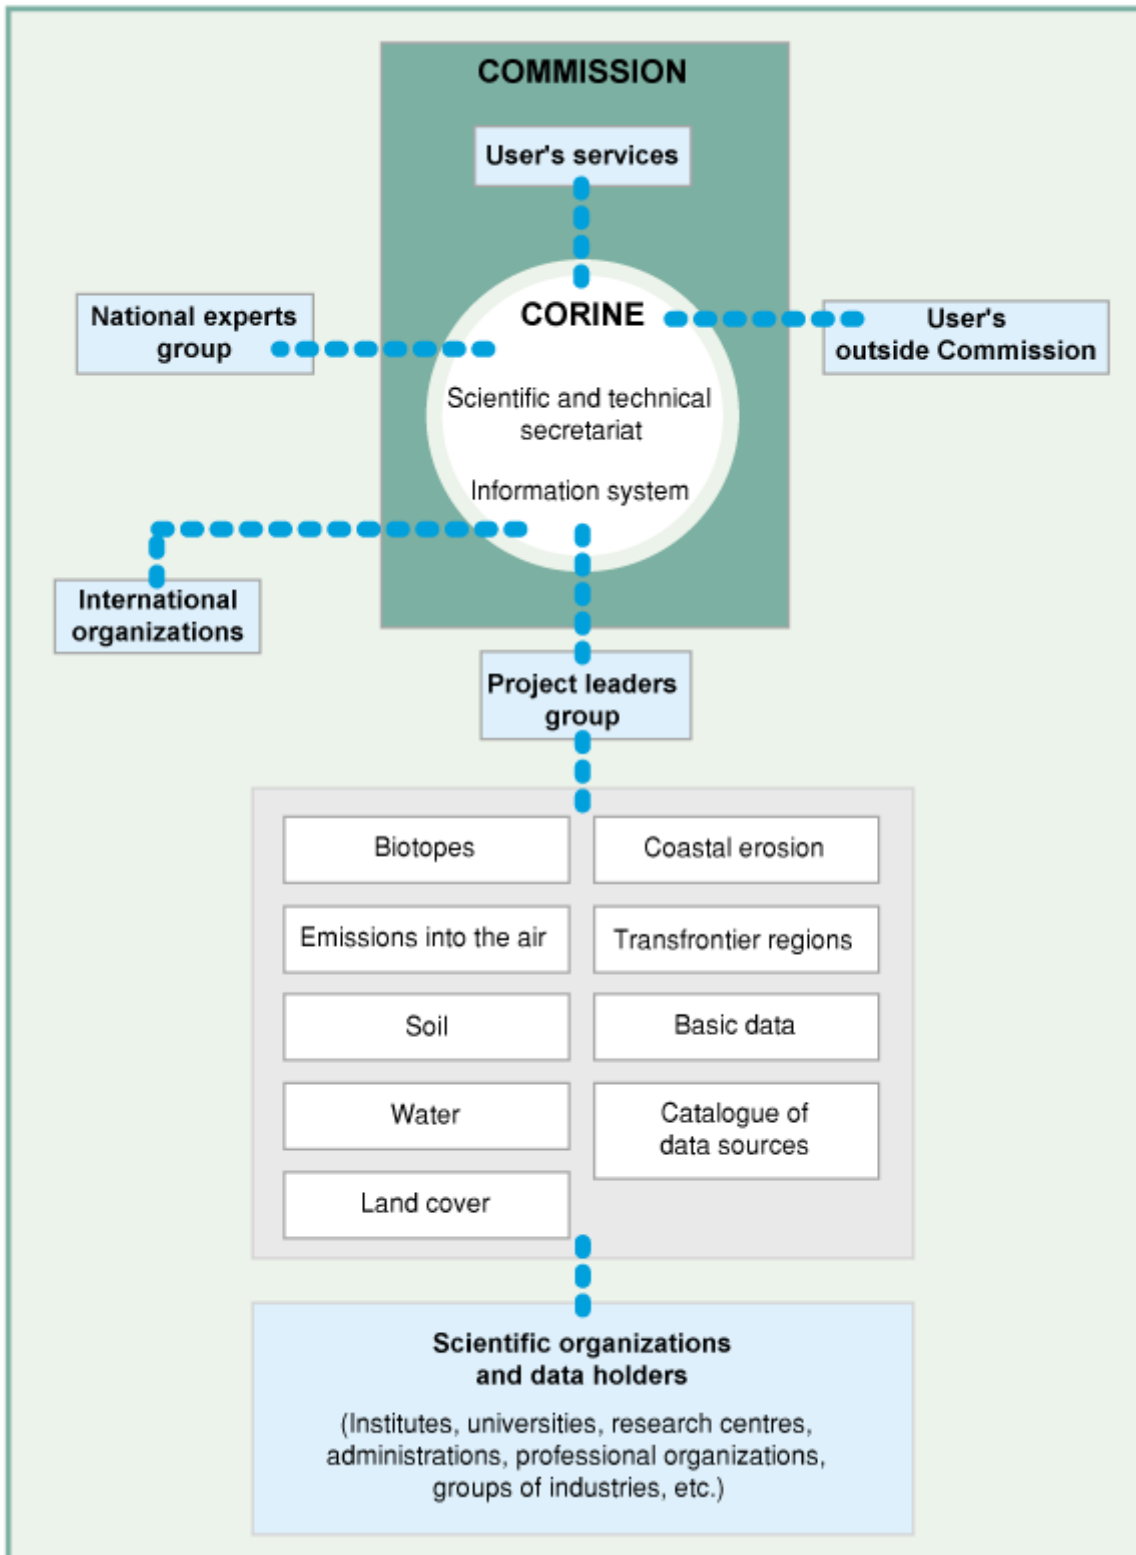 COMMISSION
User's services
National experts
group
CORINE
Scientific and technical
secretariat
Information system
User's
outside Commission
International
organizations
Project leaders
group
Biotopes
Coastal erosion
Emissions into the air
Transfrontier regions
Soil
Basic data
Water
Catalogue of
data sources
Land cover
Scientific organizations
and data holders
(Institutes, universities, research centres,
administrations, professional organizations,
groups of industries, etc.)